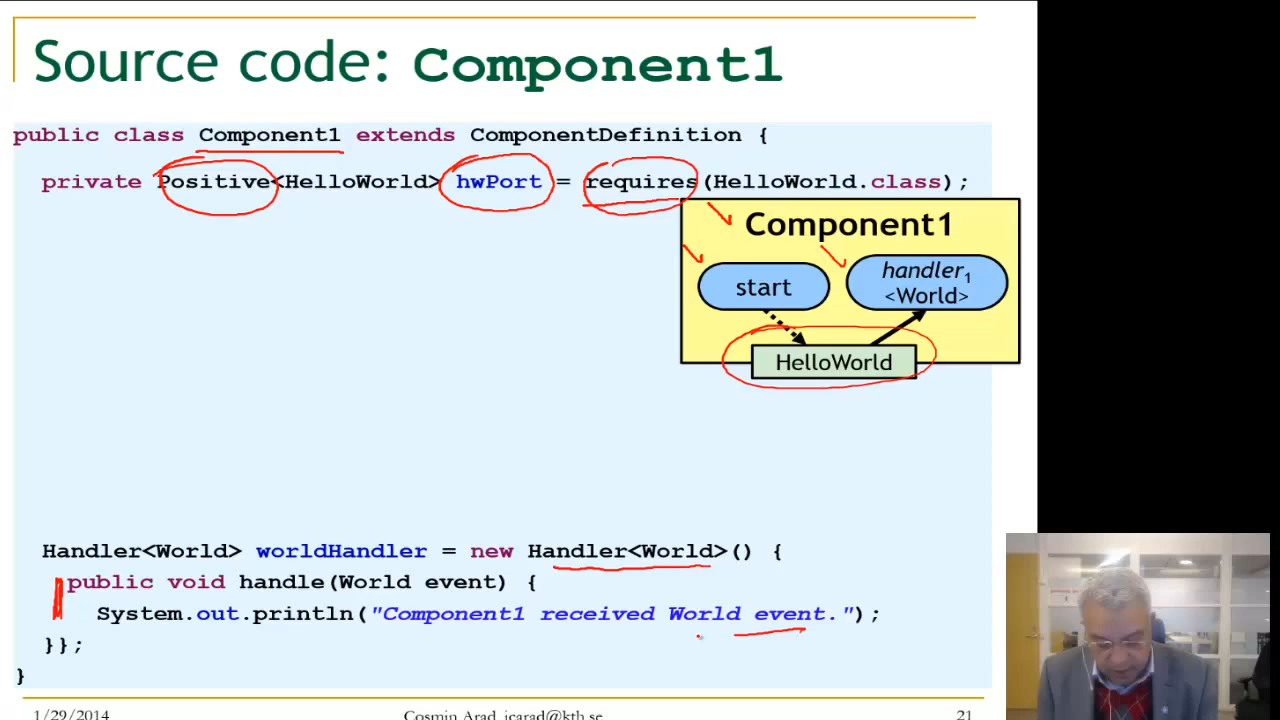 Source code: Component1
public class Component1 extends ComponentDefinition {
private Positive<HelloWorld> hwPort = requires(HelloWorld.class);
Component1
start
handler1
<World>
HelloWorld
Handler<World> worldHandler = new Handler<World>() {
public void handle(World event) {
System.out.println("Component1 received World event.");
}};
}
1/29/2014
Cosmin Arad icarad@kth.se
21